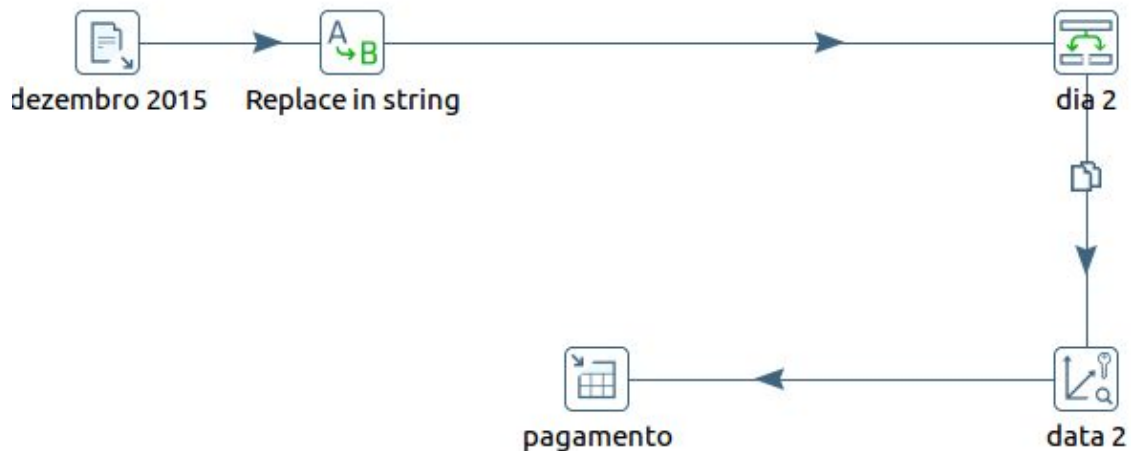 A
B
dezembro 2015
Replace in string
dia 2
pagamento
data 2